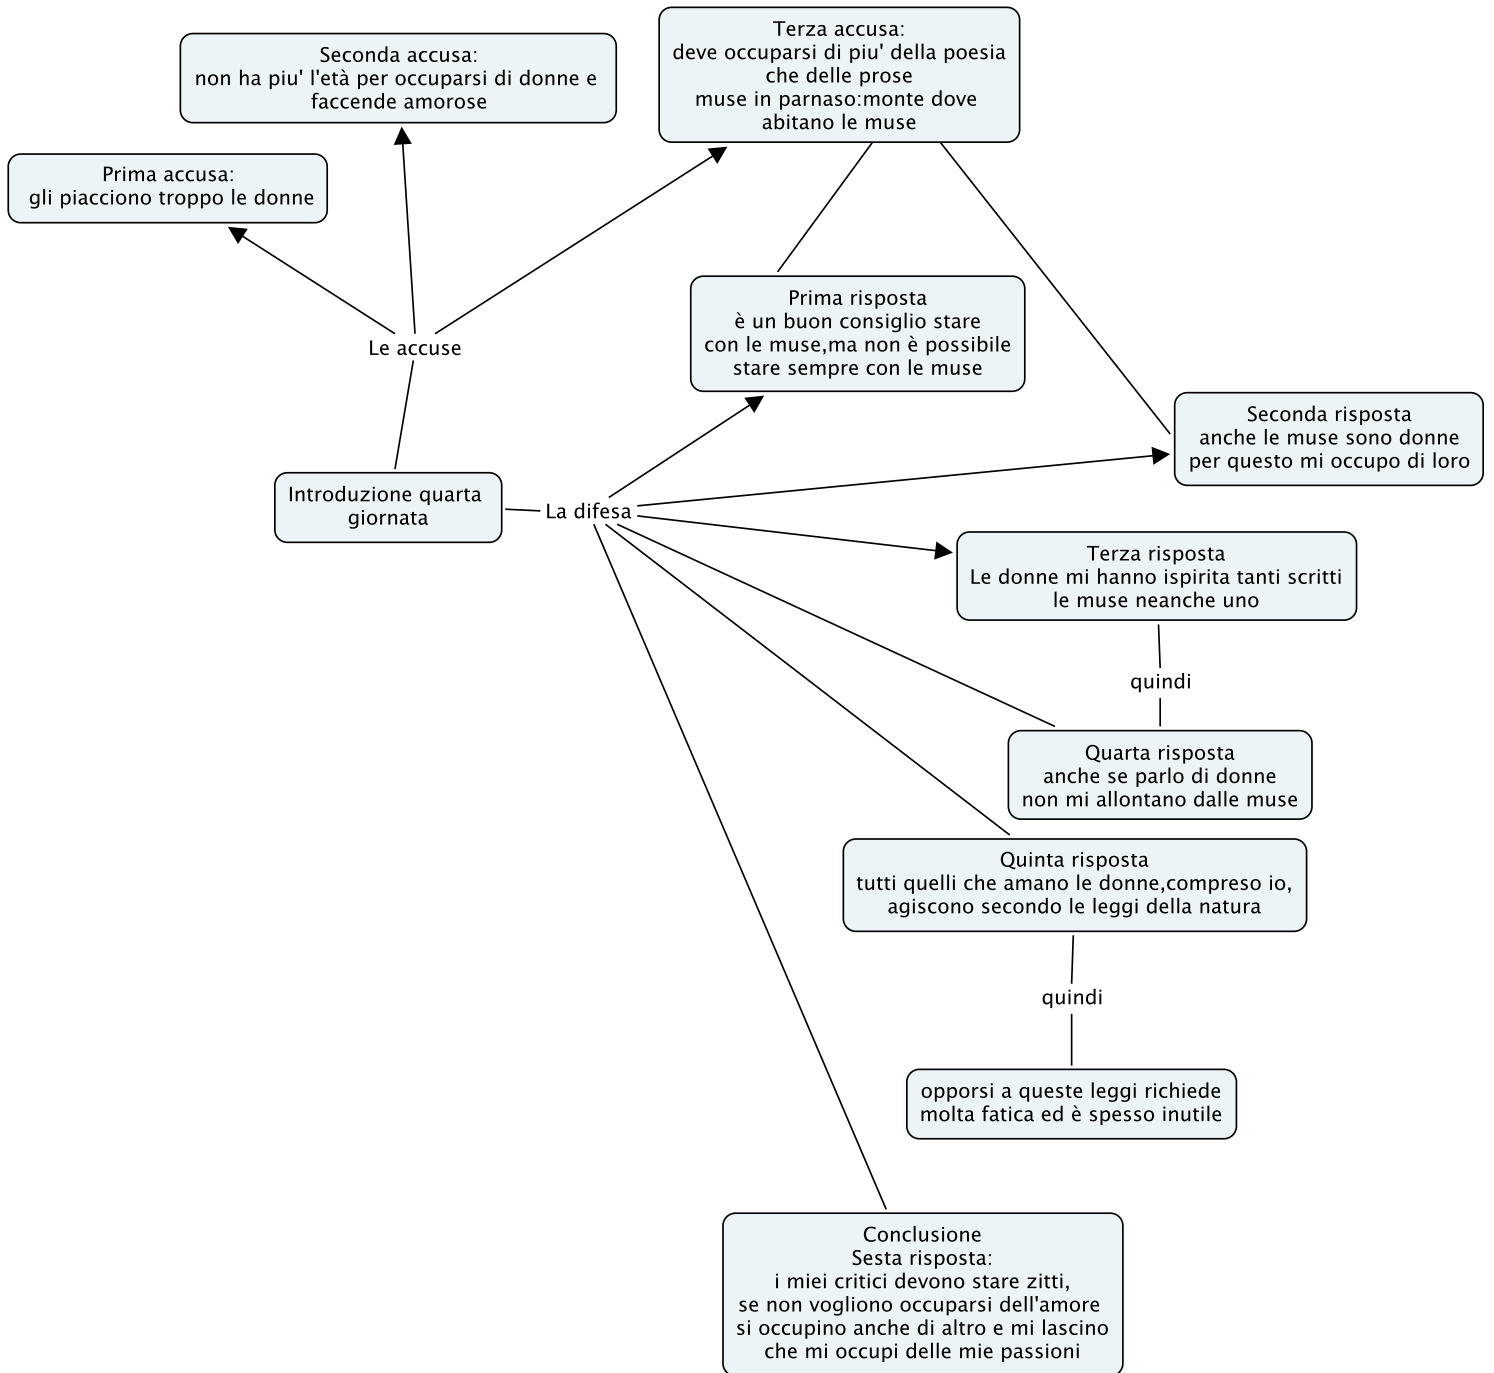 Terza accusa:
deve occuparsi di piu' della poesia
che delle prose
muse in parnaso:monte dove
abitano le muse
Seconda accusa:
non ha piu' l'età per occuparsi di donne e
faccende amorose
Prima accusa:
gli piacciono troppo le donne
Le accuse
Prima risposta
è un buon consiglio stare
con le muse,ma non è possibile
stare sempre con le muse
Seconda risposta
anche le muse sono donne
per questo mi occupo di loro
Introduzione quarta
giornata
La difesa
Terza risposta
Le donne mi hanno ispirita tanti scritti
le muse neanche uno
quindi
Quarta risposta
anche se parlo di donne
non mi allontano dalle muse
Quinta risposta
tutti quelli che amano le donne,compreso io,
agiscono secondo le leggi della natura
quindi
opporsi a queste leggi richiede
molta fatica ed è spesso inutile
Conclusione
Sesta risposta:
i miei critici devono stare zitti,
se non vogliono occuparsi dell'amore
si occupino anche di altro e mi lascino
che mi occupi delle mie passioni